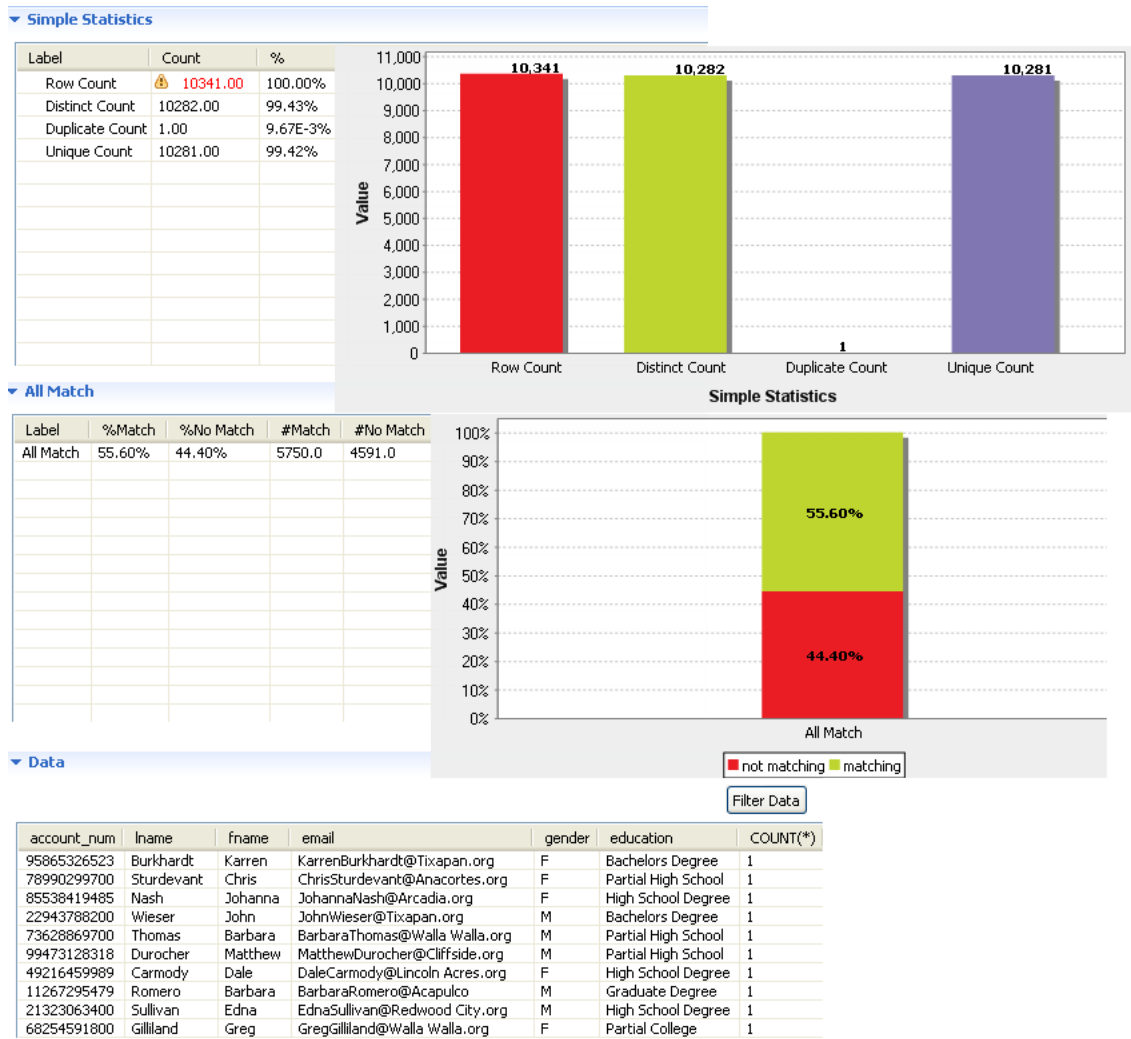 Simple Statistics
Label Count %
Row Count 10341.00 100.00%
Distinct Count 10282.00 99.43%
Duplicate Count 1.00 9.67E-3%
Unique Count 10281.00 99.42%
11,000
10,000
9,000
8,000
7,000
6,000
5,000
4,000
3,000
2,000
1,000
0
Value
10,341 10,282 1 10,281
Row Count Distinct Count Duplicate Count Unique Count
Simple Statistics
All Match
Label %Match %No Match #Match #No Match
All Match 55.60% 44.40% 5750.0 4591.0
100%
90%
80%
70%
60%
50%
40%
30%
20%
10%
0%
Value
55.60%
44.40%
All Match
not matching matching
Data
Filter Data
account_num lname fname email gender education COUNT(*)
95865326523 Burkhardt Karren KarrenBurkhardt@Tixapan.org F Bachelors Degree 1
78990299700 Sturdevant Chris ChrisSturdevant@Anacortes.org F Partial High School 1
85538419485 Nash Johanna JohannaNash@Arcadia.org F High School Degree 1
22943788200 Wieser John JohnWieser@Tixapan.org M Bachelors Degree 1
73628869700 Thomas Barbara BarbaraThomas@Walla Walla.org M Partial High School 1
99473128318 Durocher Matthew MatthewDurocher@Cliffside.org M Partial High School 1
49216459989 Carmody Dale DaleCarmody@Lincoln Acres.org F High School Degree 1
11267295479 Romero Barbara BarbaraRomero@Acapulco M Graduate Degree 1
21323063400 Sullivan Edna EdnaSullivan@Redwood City.org M High School Degree 1
68254591800 Gilliland Greg GregGilliland@Walla Walla.org F Partial College 1